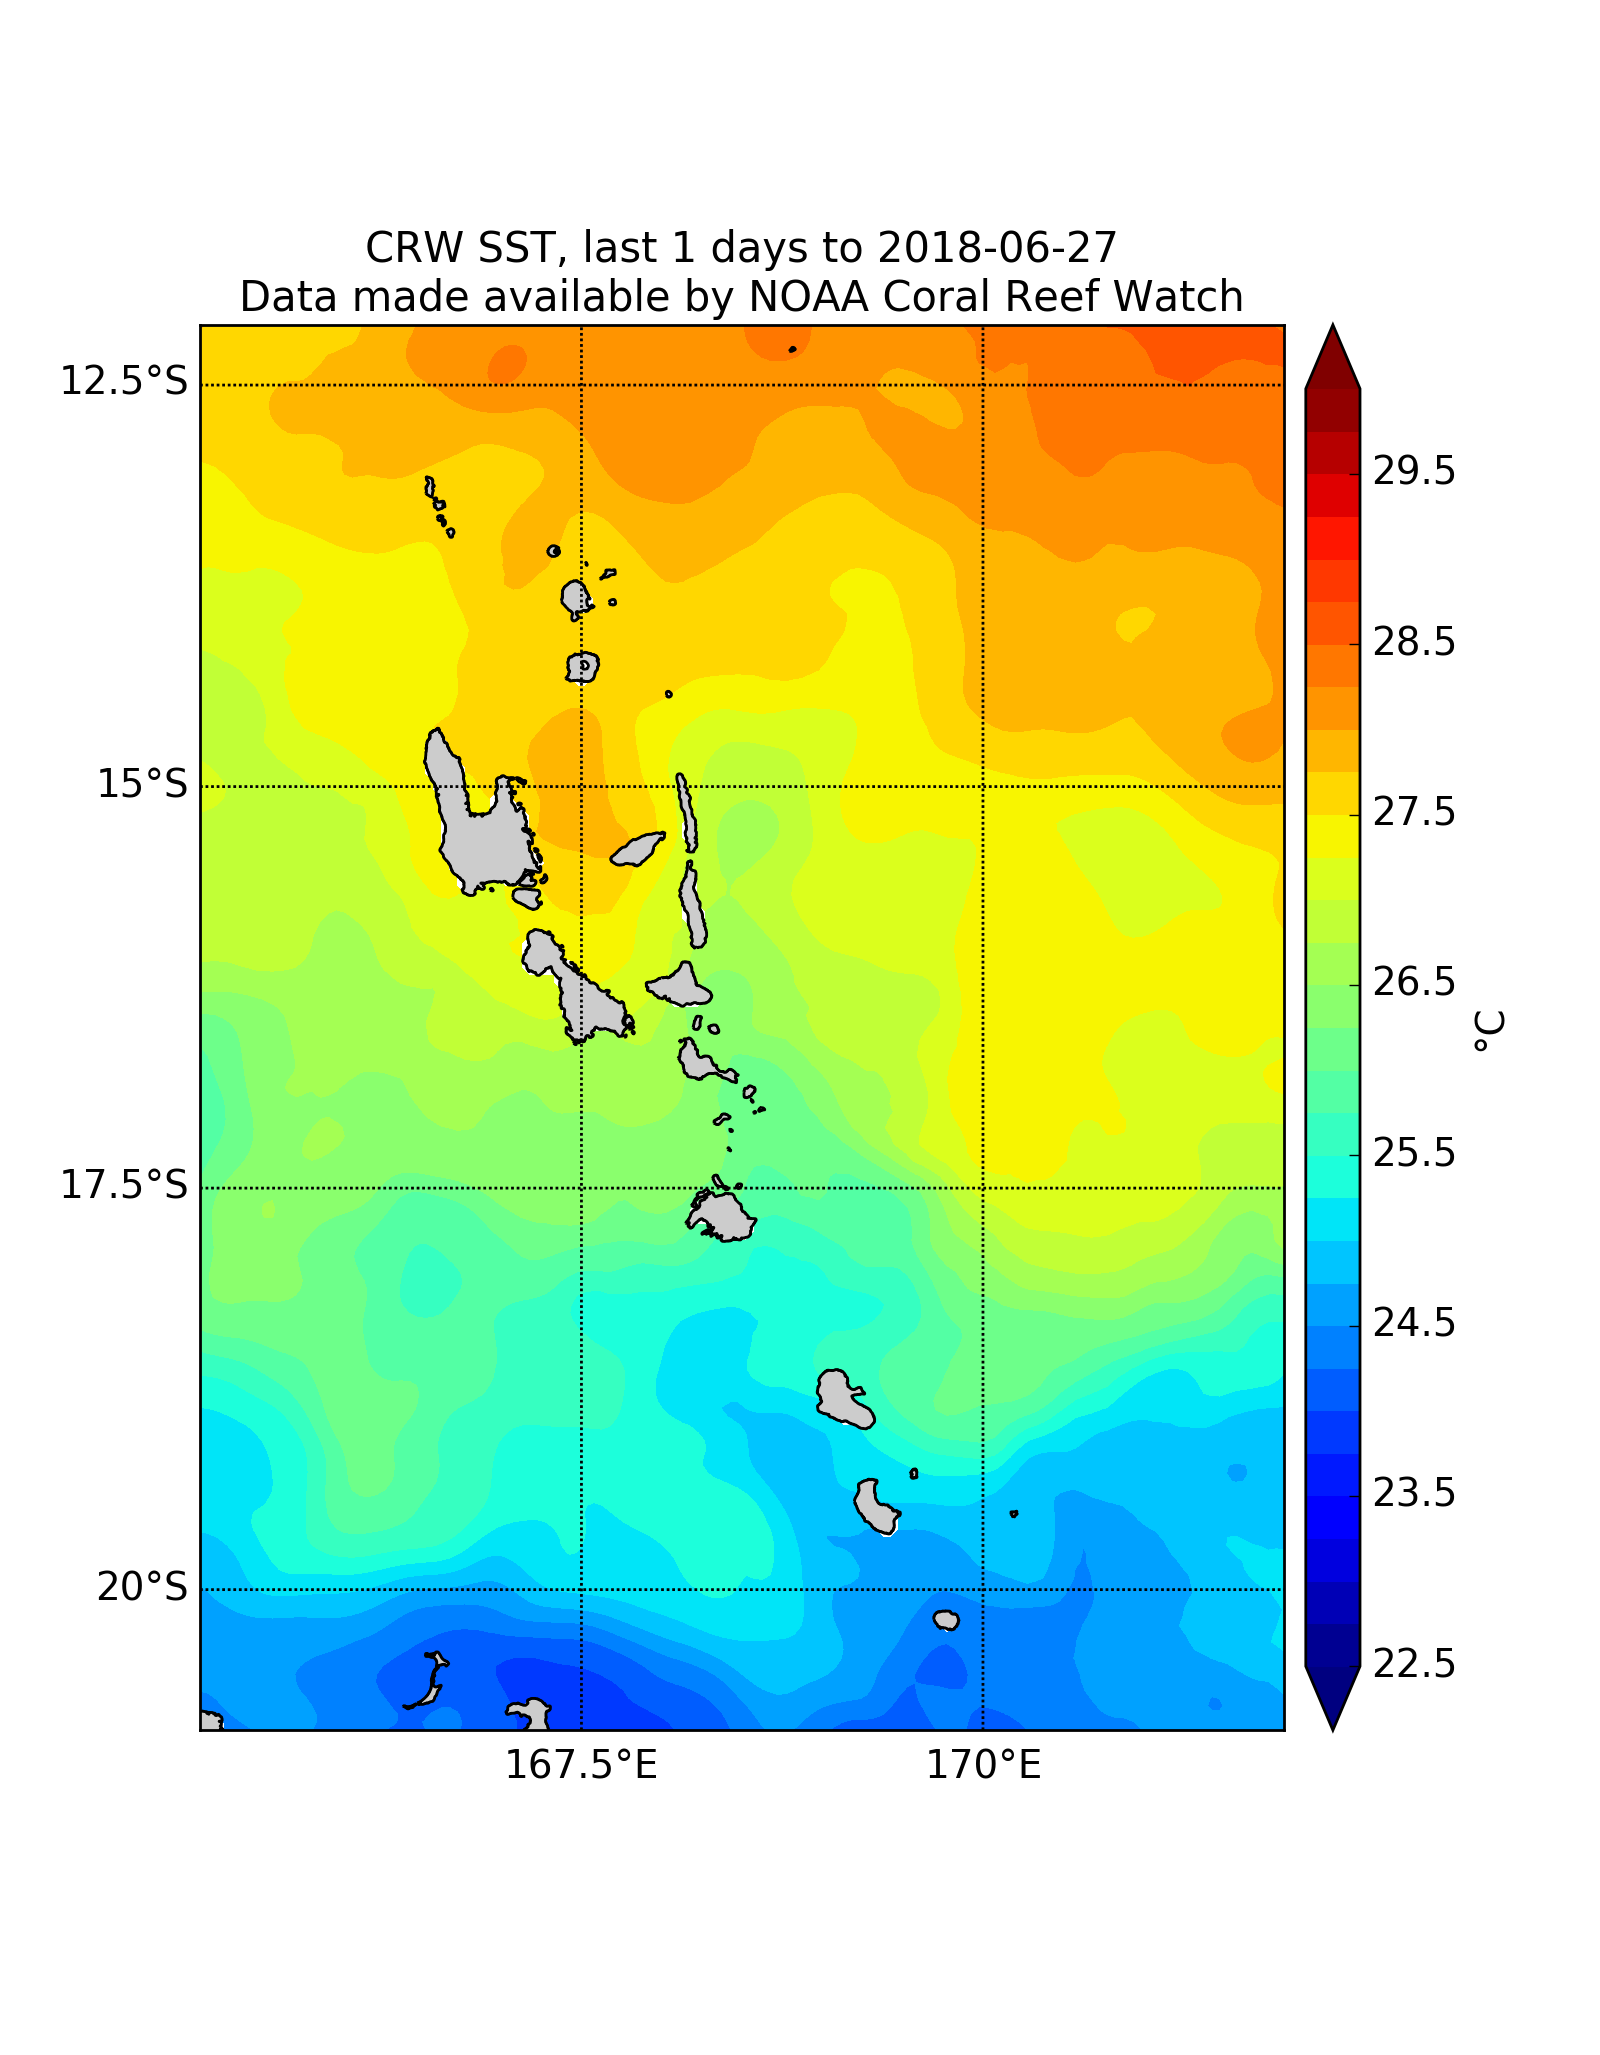 CRW SST, last 1 days to 2018-06-27
Data made available by NOAA Coral Reef Watch
12.5°S
15°S
17.5°S
20°S
167.5°E
170°E
29.5
28.5
27.5
26.5
25.5
24.5
23.5
22.5
°C